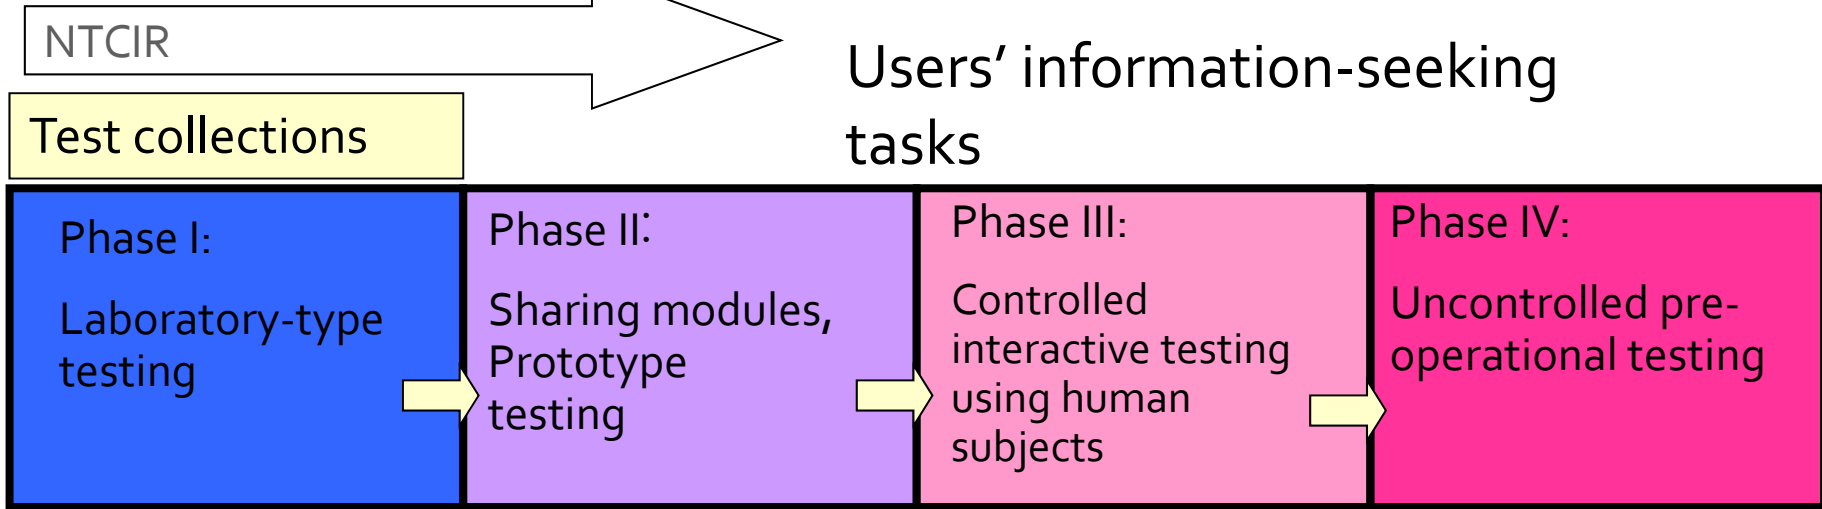 NTCIR
Users’ information-seeking
tasks
Test collections
Phase I:
Laboratory-type
testing
Phase II:
Sharing modules,
Prototype
testing
Phase III:
Controlled
interactive testing
using human
subjects
Phase IV:
Uncontrolled pre-
operational testing